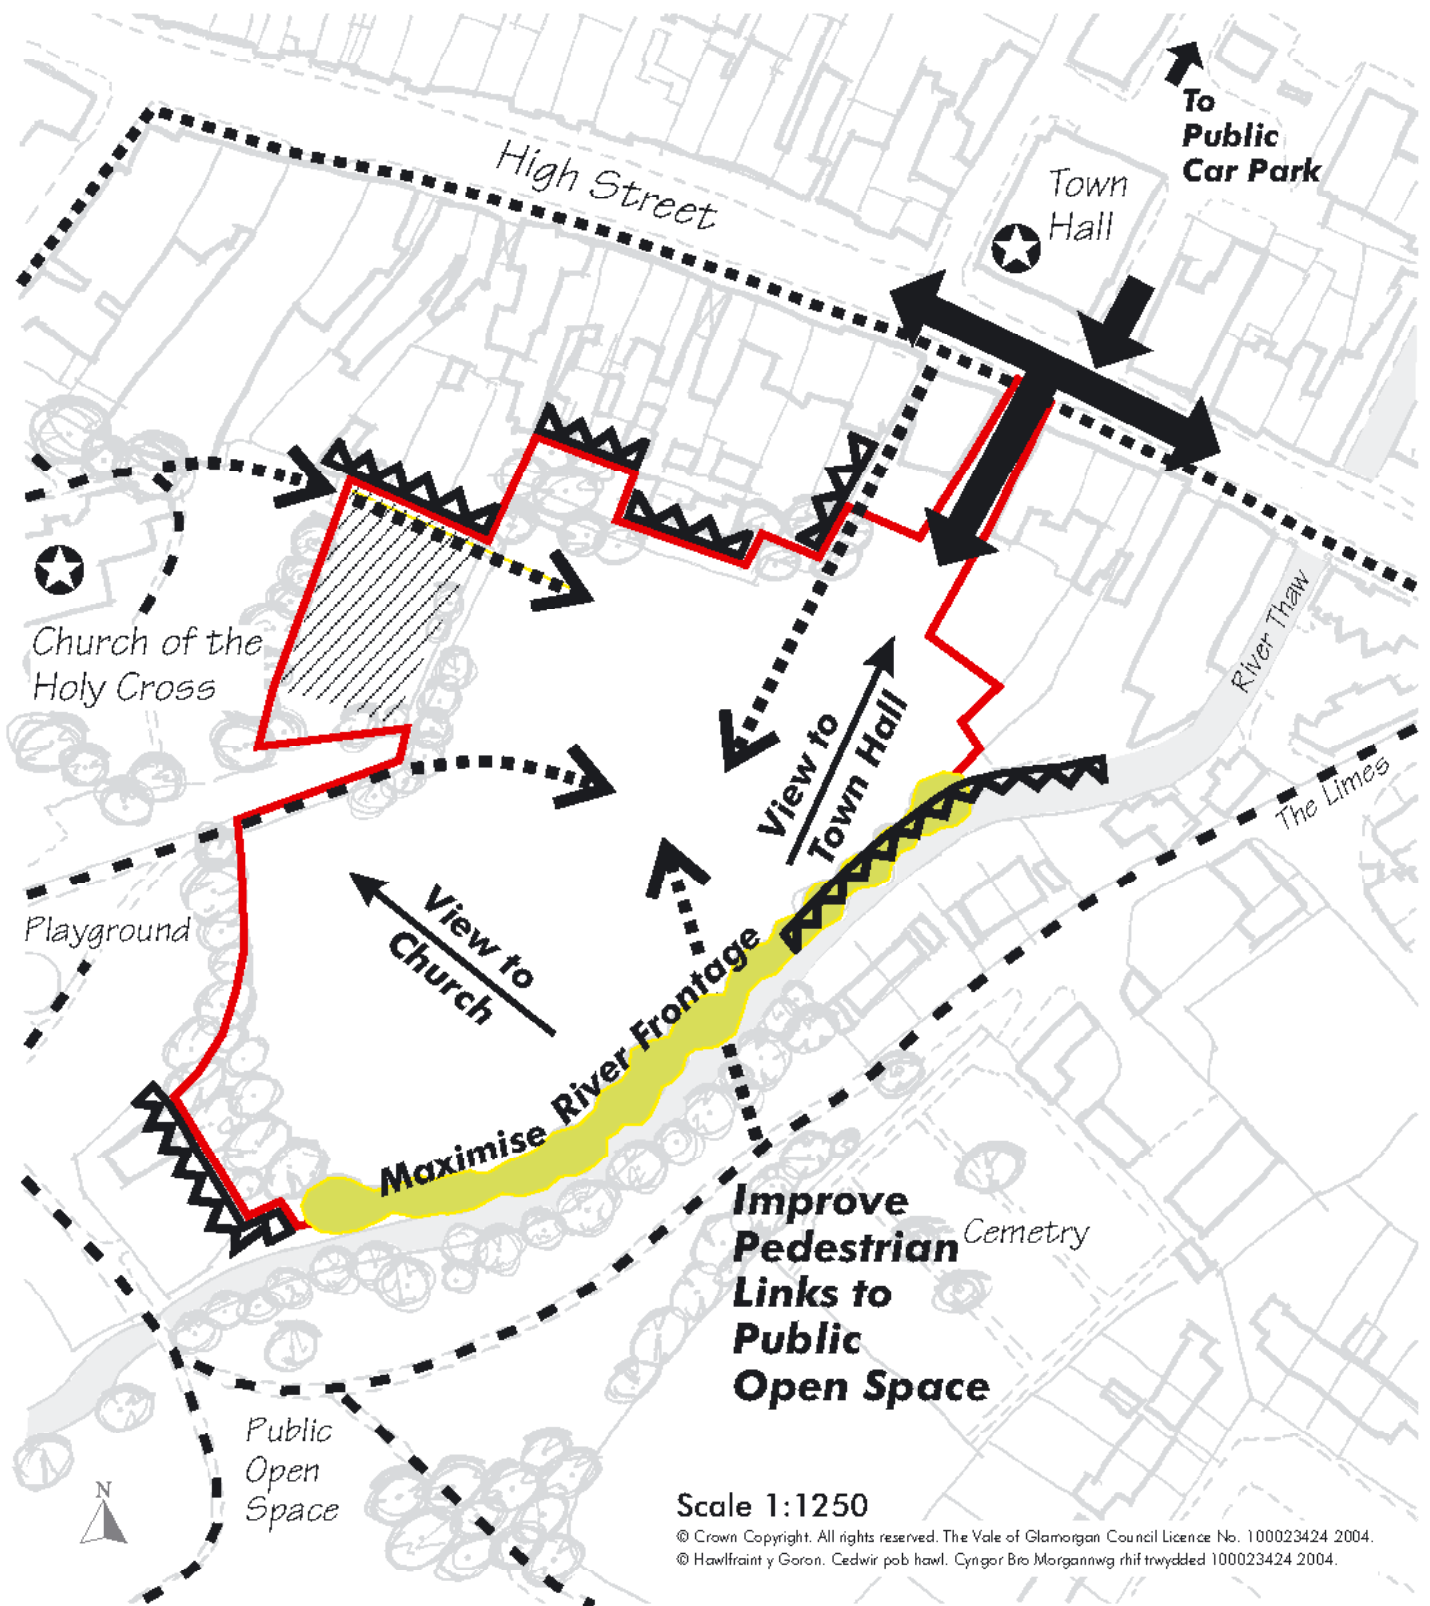 To
Public
Car Park
High Street
Town
Hall
River Thaw
Church of the
Holy Cross
View to
Town Hall
The Limes
Playground
View to
Church
Maximise River Frontage
Improve
Pedestrian
Links to
Public
Open Space
Cemetry
Public
Open
Space
N
Scale 1:1250
© Crown Copyright. All rights reserved. The Vale of Glamorgan Council Licence No. 100023424 2004.
© Hawlfraint y Goron. Cedwir pob hawl. Cyngor Bro Morgannwg rhif trwydded 100023424 2004.